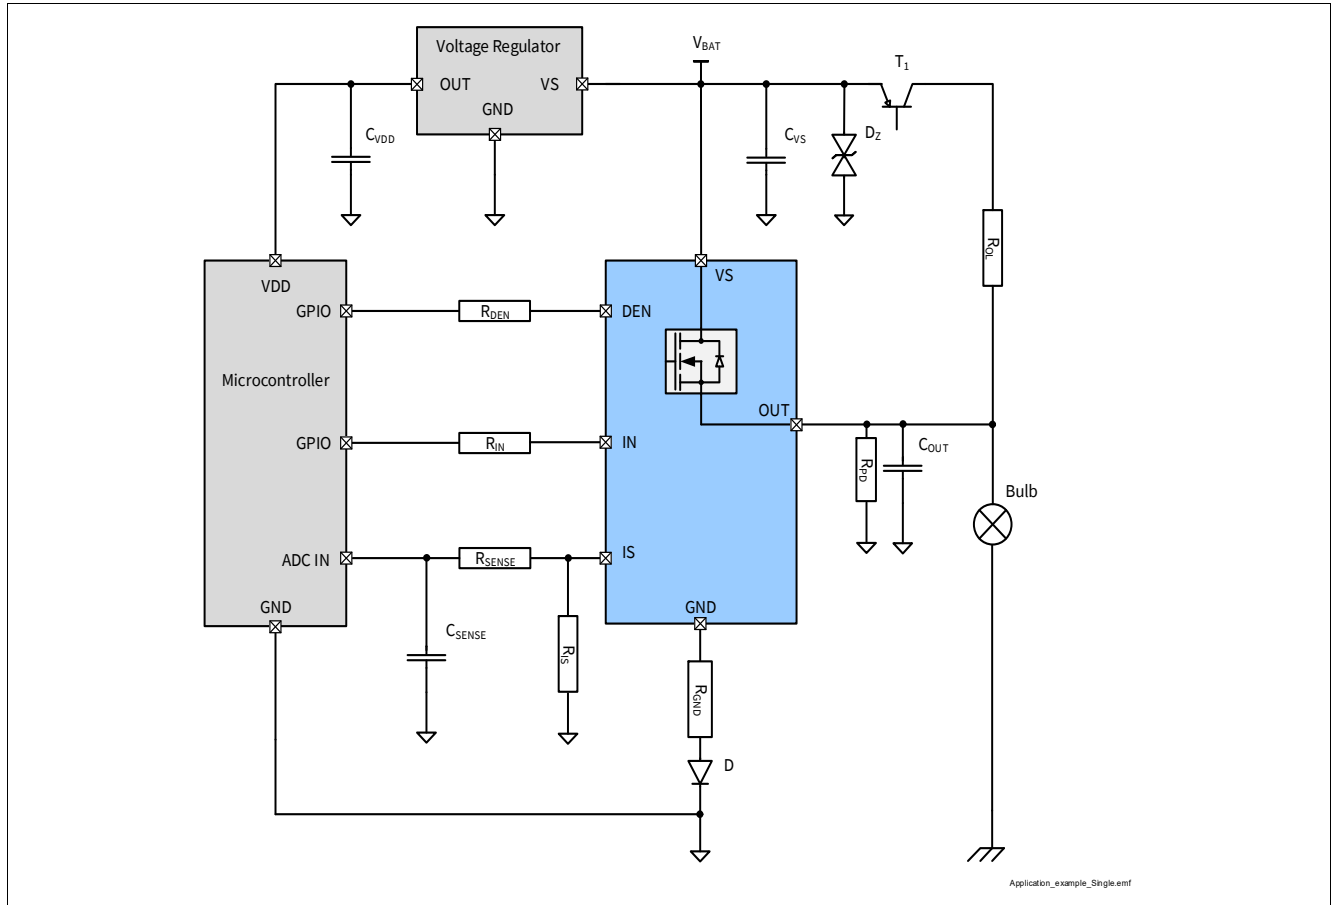 Voltage Regulator
OUT
VS
GND
VBAT
T1
CVDD
CVS
DZ
ROL
VDD
VS
GPIO
RDEN
DEN
Microcontroller
OUT
GPIO
RIN
IN
RPD
COUT
Bulb
ADC IN
RSENSE
IS
GND
GND
CSENSE
RIS
RGND
D
Application_example_Single.emf